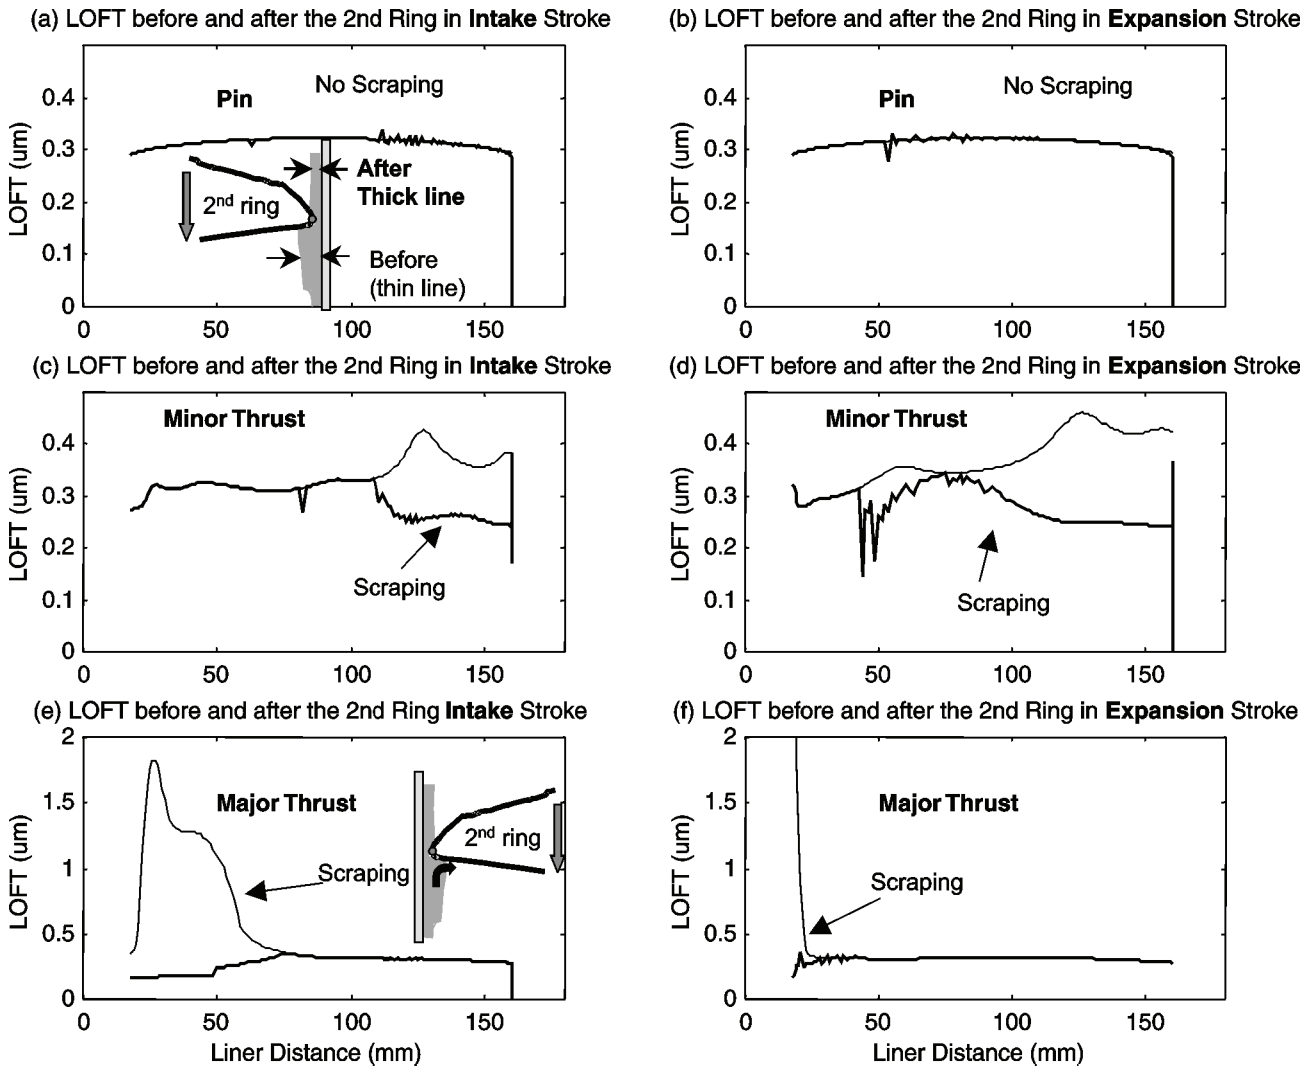 (a) LOFT before and after the 2nd Ring in Intake Stroke
LOFT (um)
0.4
0.3
0.2
0.1
0
Pin
No Scraping
After
Thick line
2nd ring
Before
(thin line)
0 50 100 150
(b) LOFT before and after the 2nd Ring in Expansion Stroke
LOFT (um)
0.4
0.3
0.2
0.1
0
Pin
No Scraping
0 50 100 150
(c) LOFT before and after the 2nd Ring in Intake Stroke
LOFT (um)
0.4
0.3
0.2
0.1
0
Minor Thrust
Scraping
0 50 100 150
(d) LOFT before and after the 2nd Ring in Expansion Stroke
LOFT (um)
0.4
0.3
0.2
0.1
0
Minor Thrust
Scraping
0 50 100 150
(e) LOFT before and after the 2nd Ring Intake Stroke
LOFT (um)
2
1.5
1
0.5
0
Major Thrust
2nd ring
Scraping
0 50 100 150
Liner Distance (mm)
(f) LOFT before and after the 2nd Ring in Expansion Stroke
LOFT (um)
2
1.5
1
0.5
0
Major Thrust
Scraping
0 50 100 150
Liner Distance (mm)